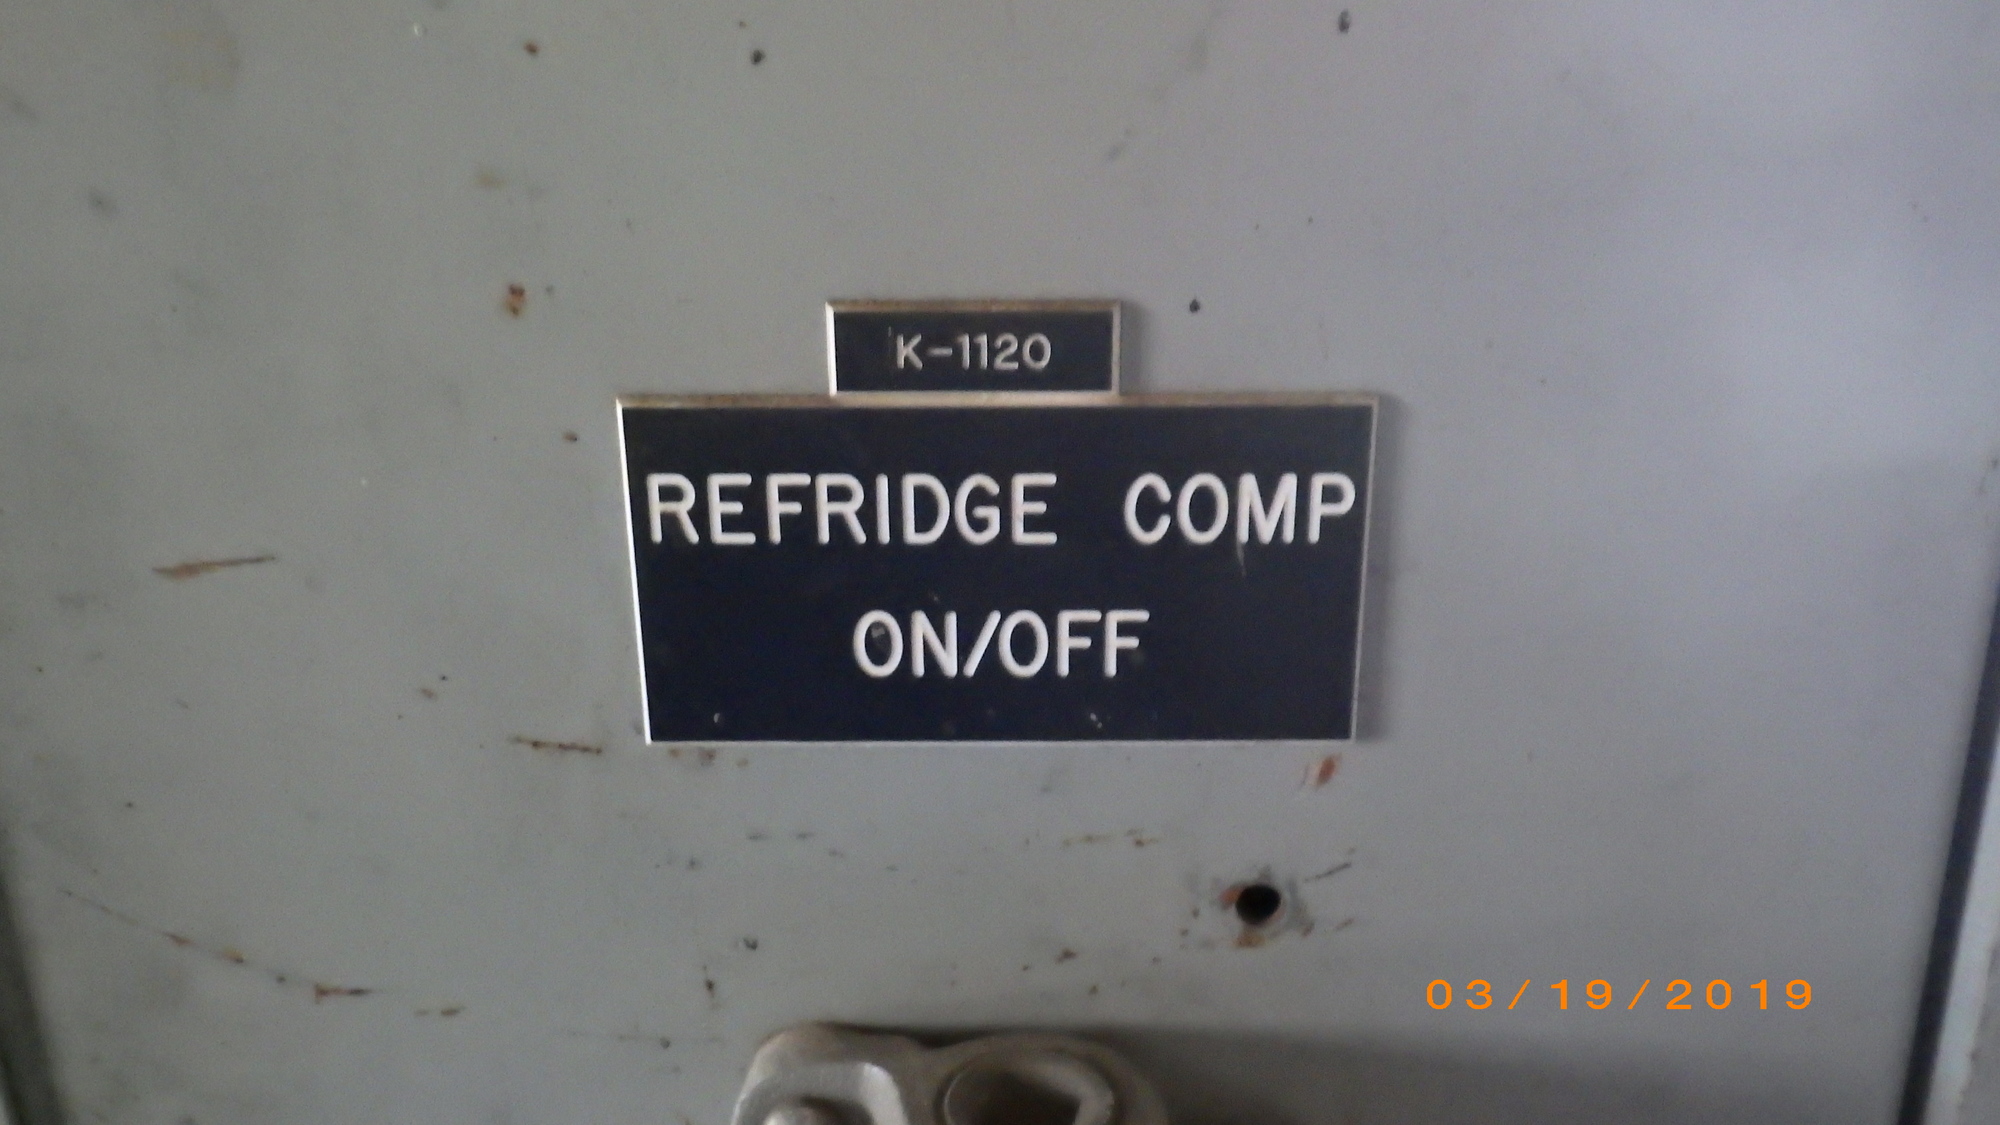 K-1120
REFRIDGE COMP
ON/OFF
03/19/2019